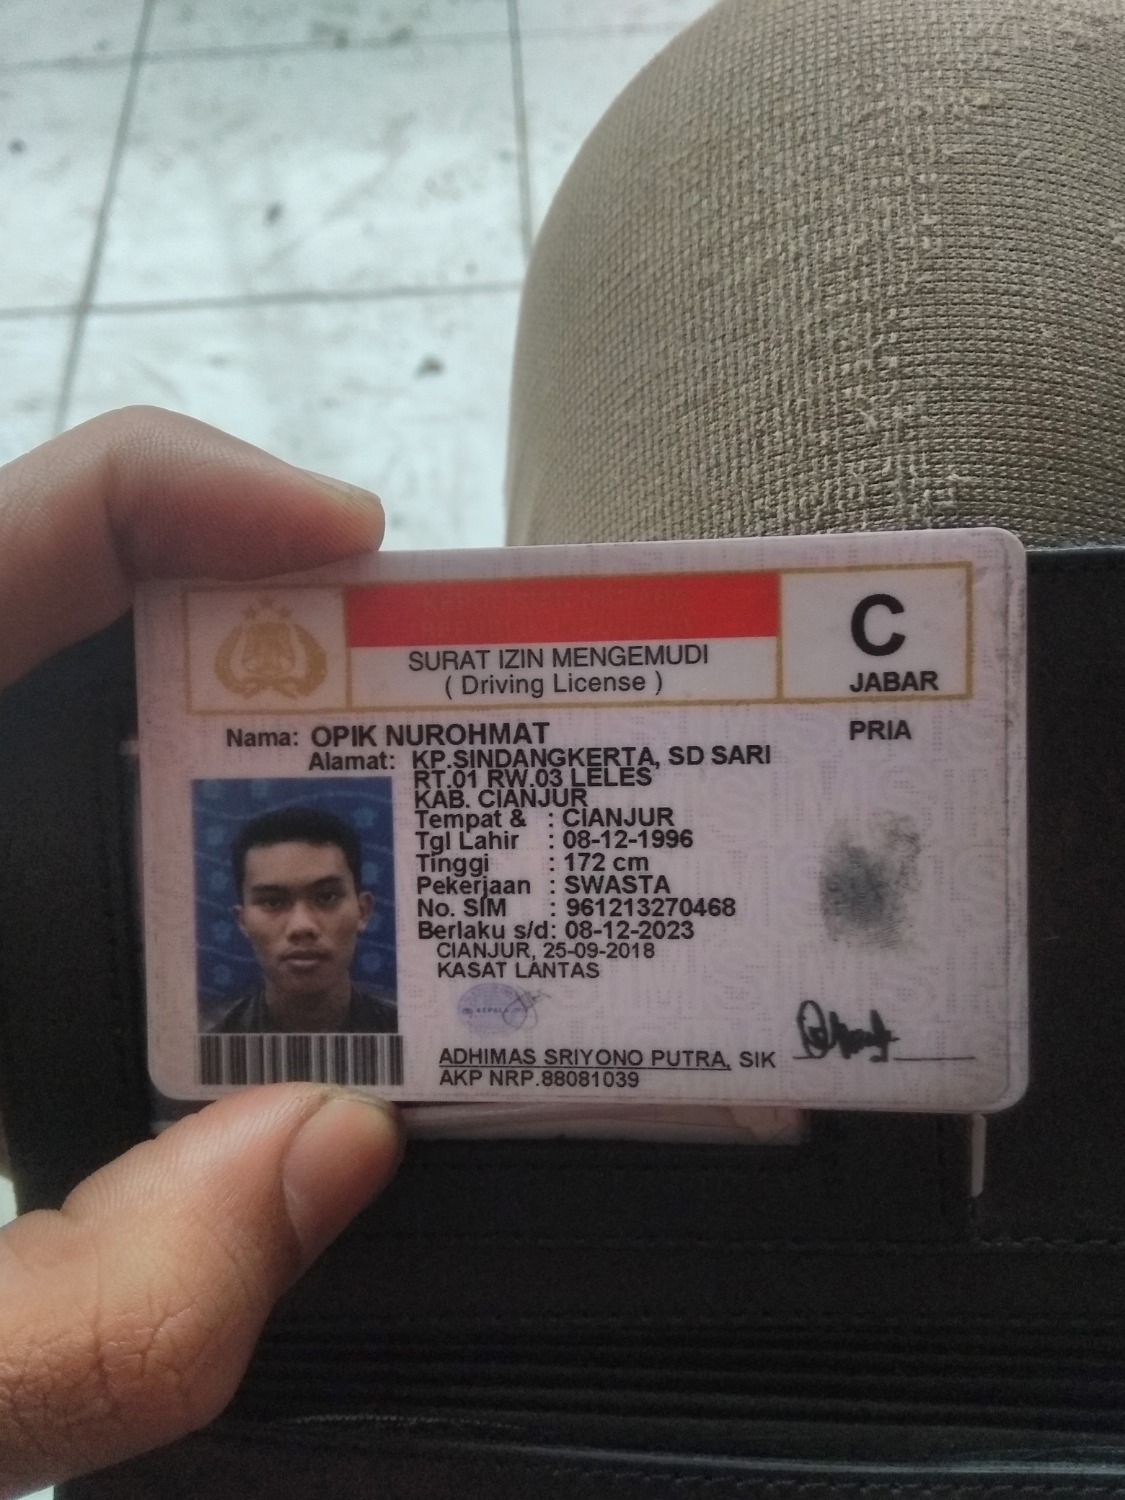 SURAT IZIN MENGEMUDI
( Driving License )
C
JABAR
Nama: OPIK NUROHMAT
PRIA
Alamat: KP.SINDANGKERTA, SD SARI
RT.01 RW.03 LELES
KAB. CIANJUR
Tempat & : CIANJUR
Tgl Lahir : 08-12-1996
Tinggi : 172 cm
Pekerjaan : SWASTA
No. SIM : 961213270468
Berlaku s/d: 08-12-2023
CIANJUR, 25-09-2018
KASAT LANTAS
ADHIMAS SRIYONO PUTRA, SIK
AKP NRP.88081039